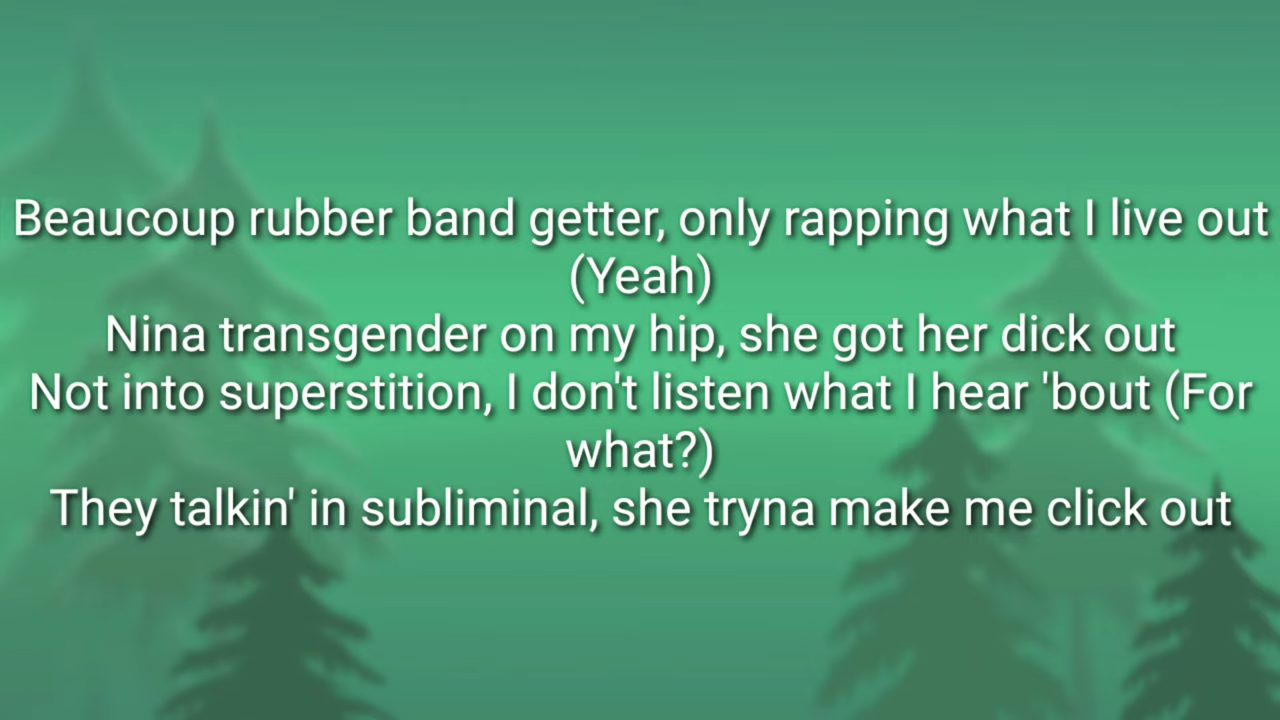 Beaucoup rubber band getter, only rapping what I live out
(Yeah)
Nina transgender on my hip, she got her dick out
Not into superstition, I don't listen what I hear 'bout (For
what?)
They talkin' in subliminal, she tryna make me click out